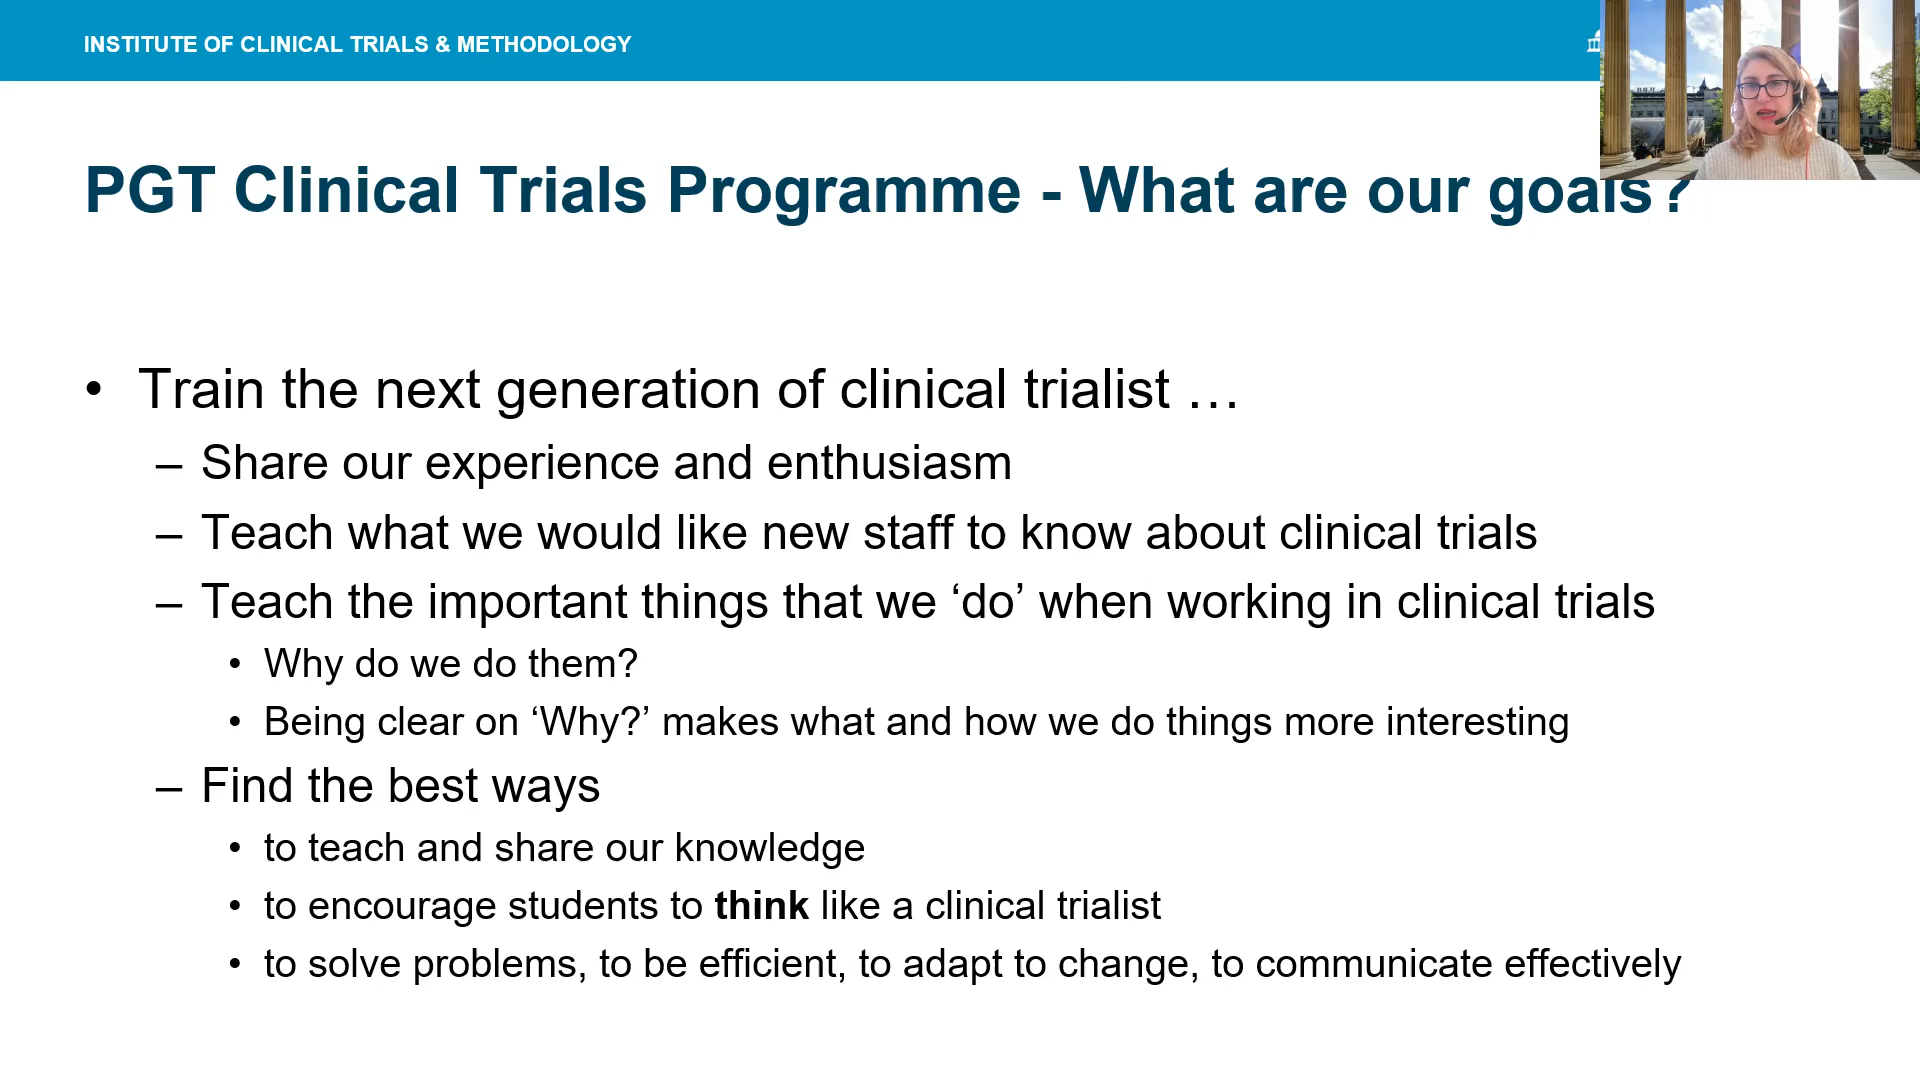 INSTITUTE OF CLINICAL TRIALS & METHODOLOGY
PGT Clinical Trials Programme - What are our goals?
• Train the next generation of clinical trialist …
– Share our experience and enthusiasm
– Teach what we would like new staff to know about clinical trials
– Teach the important things that we ‘do’ when working in clinical trials
• Why do we do them?
• Being clear on ‘Why?’ makes what and how we do things more interesting
– Find the best ways
• to teach and share our knowledge
• to encourage students to think like a clinical trialist
• to solve problems, to be efficient, to adapt to change, to communicate effectively